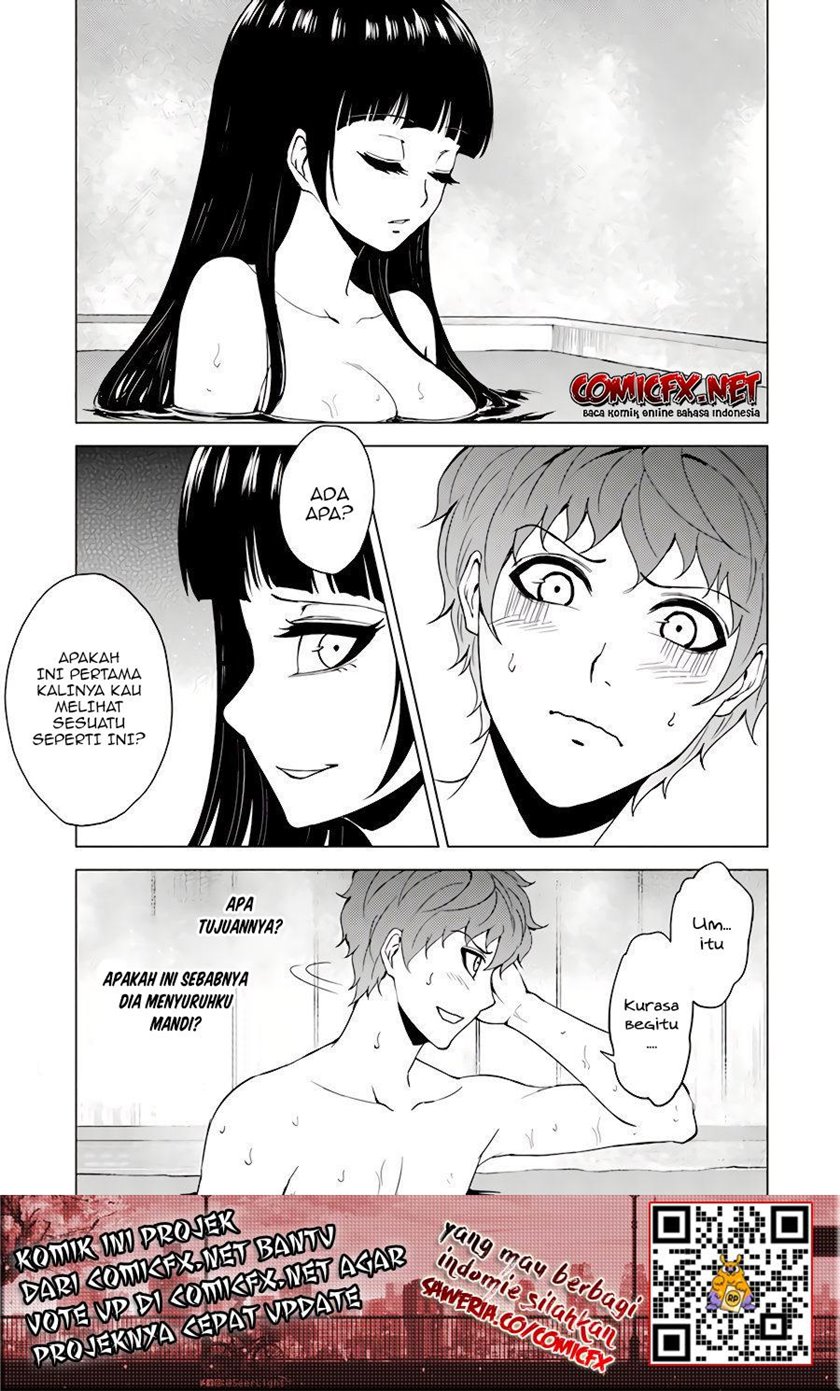 COMICFX.NET
BACA KOMIK ONLINE BAHASA INDONESIA
ADA
APA?
APAKAH
INI PERTAMA
KALINYA KAU
MELIHAT
SESUATU
SEPERTI INI?
Um...
itu
Kurasa
Begitu
....
APA
TUJUANNYA?
APAKAH INI SEBABNYA
DIA MENYURUHKU
MANDI?
KOMIK INI PROJEK
DARI COMICFX.NET BANTU
VOTE UP DI COMICFX.NET AGAR
PROJEKNYA CEPAT UPDATE
yang mau berbagi
indomie silahkan
SAWERIA.CO/COMICFX
RP